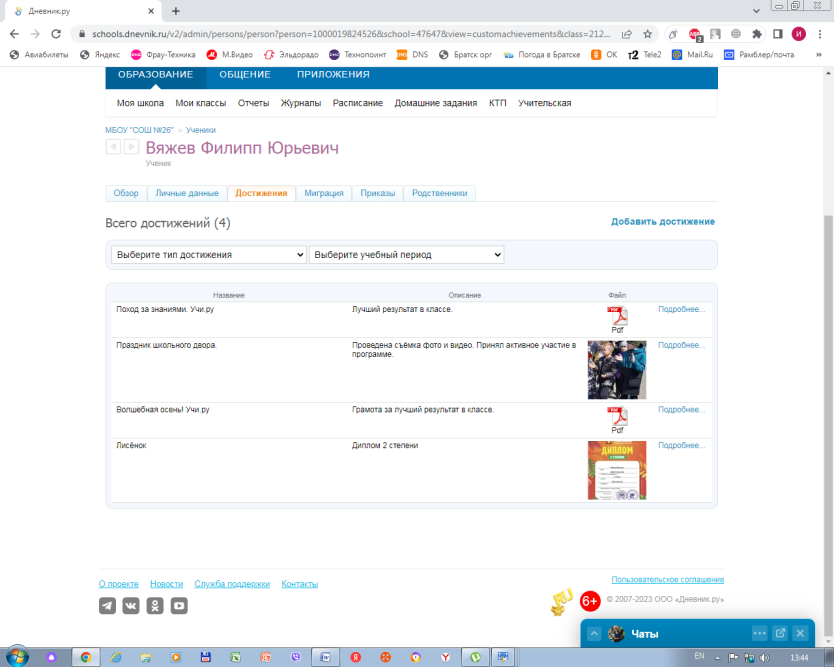 Дневник.ру
schools.dnevnik.ru/v2/admin/persons/person?person=1000019824526&school=47647&view=customachievements&class=212...
Авиабилеты Яндекс Фрау-Техника М.Видео Эльдорадо Технопоинт DNS Братск орг Погода в Братске ОК Tele2 Mail.Ru Рамблер/почта »
ОБРАЗОВАНИЕ ОБЩЕНИЕ ПРИЛОЖЕНИЯ
Моя школа Мои классы Отчеты Журналы Расписание Домашние задания КТП Учительская
МБОУ "СОШ №26" » Ученики
Вяжев Филипп Юрьевич
Ученик
Обзор Личные данные Достижения Миграция Приказы Родственники
Всего достижений (4) Добавить достижение
Выберите тип достижения Выберите учебный период
Название Описание Файл
Поход за знаниями. Учи.ру Лучший результат в классе. Pdf Подробнее...
Праздник школьного двора. Проведена съёмка фото и видео. Принял активное участие в программе. Подробнее...
Волшебная осень! Учи.ру Грамота за лучший результат в классе. Pdf Подробнее...
Лисёнок Диплом 2 степени ДИПЛОМ Подробнее...
О проекте Новости Служба поддержки Контакты Пользовательское соглашение
6+ © 2007-2023 ООО «Дневник.ру»
Чаты
EN 13:44